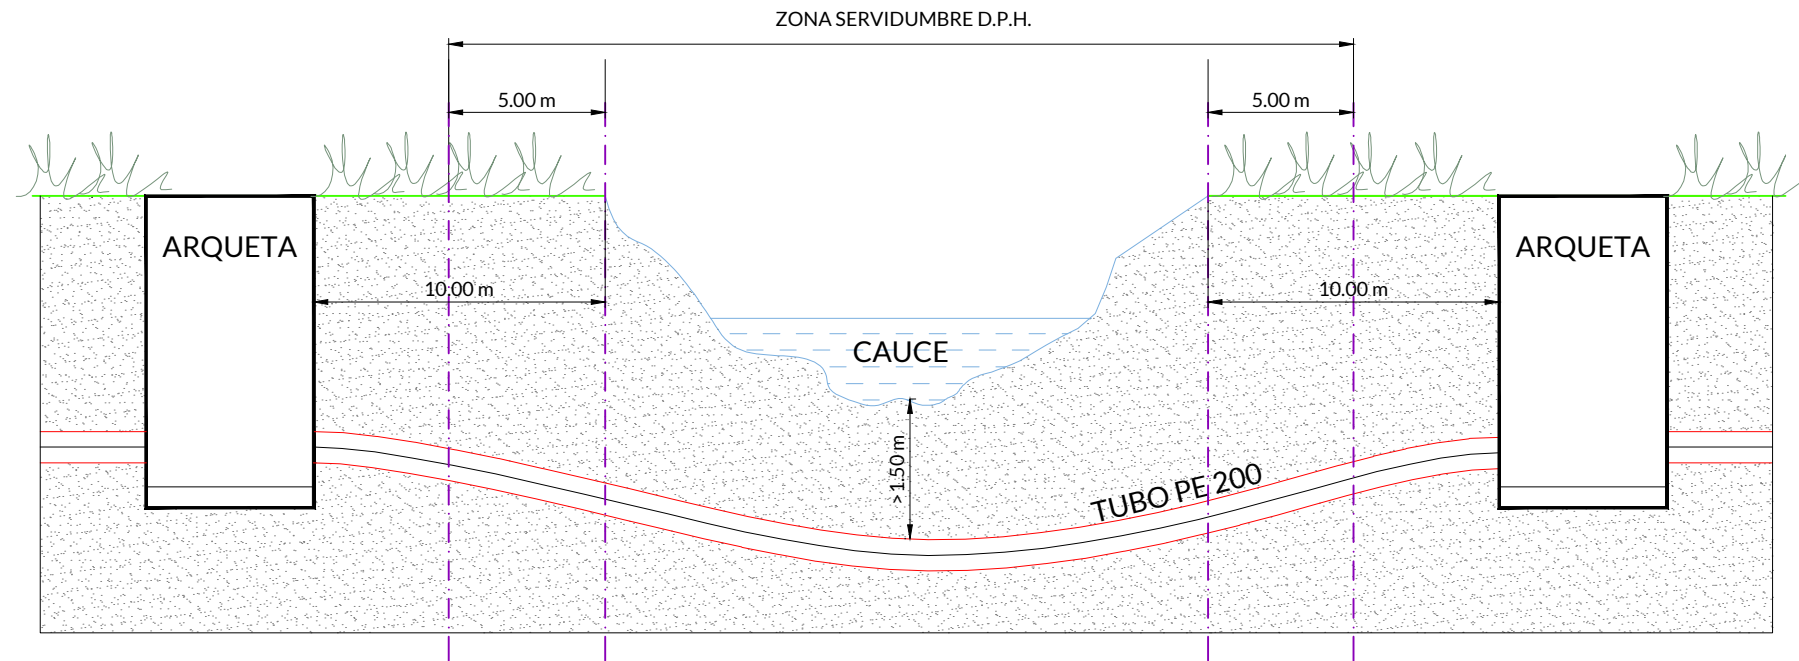 ZONA SERVIDUMBRE D.P.H.
5.00 m
5.00 m
ARQUETA
ARQUETA
10.00 m
10.00 m
CAUCE
>1.50 m
TUBO PE 200